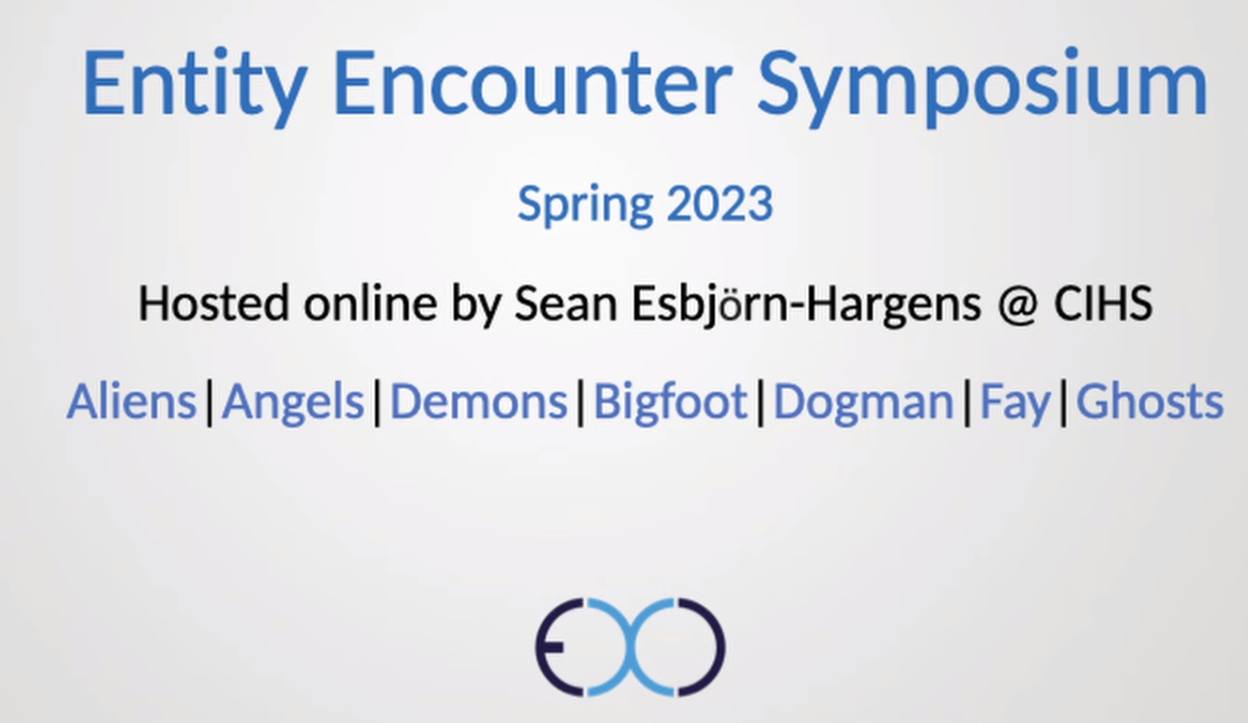 Entity Encounter Symposium
Spring 2023
Hosted online by Sean Esbjörn-Hargens @ CIHS
Aliens|Angels|Demons|Bigfoot|Dogman|Fay|Ghosts
EXO